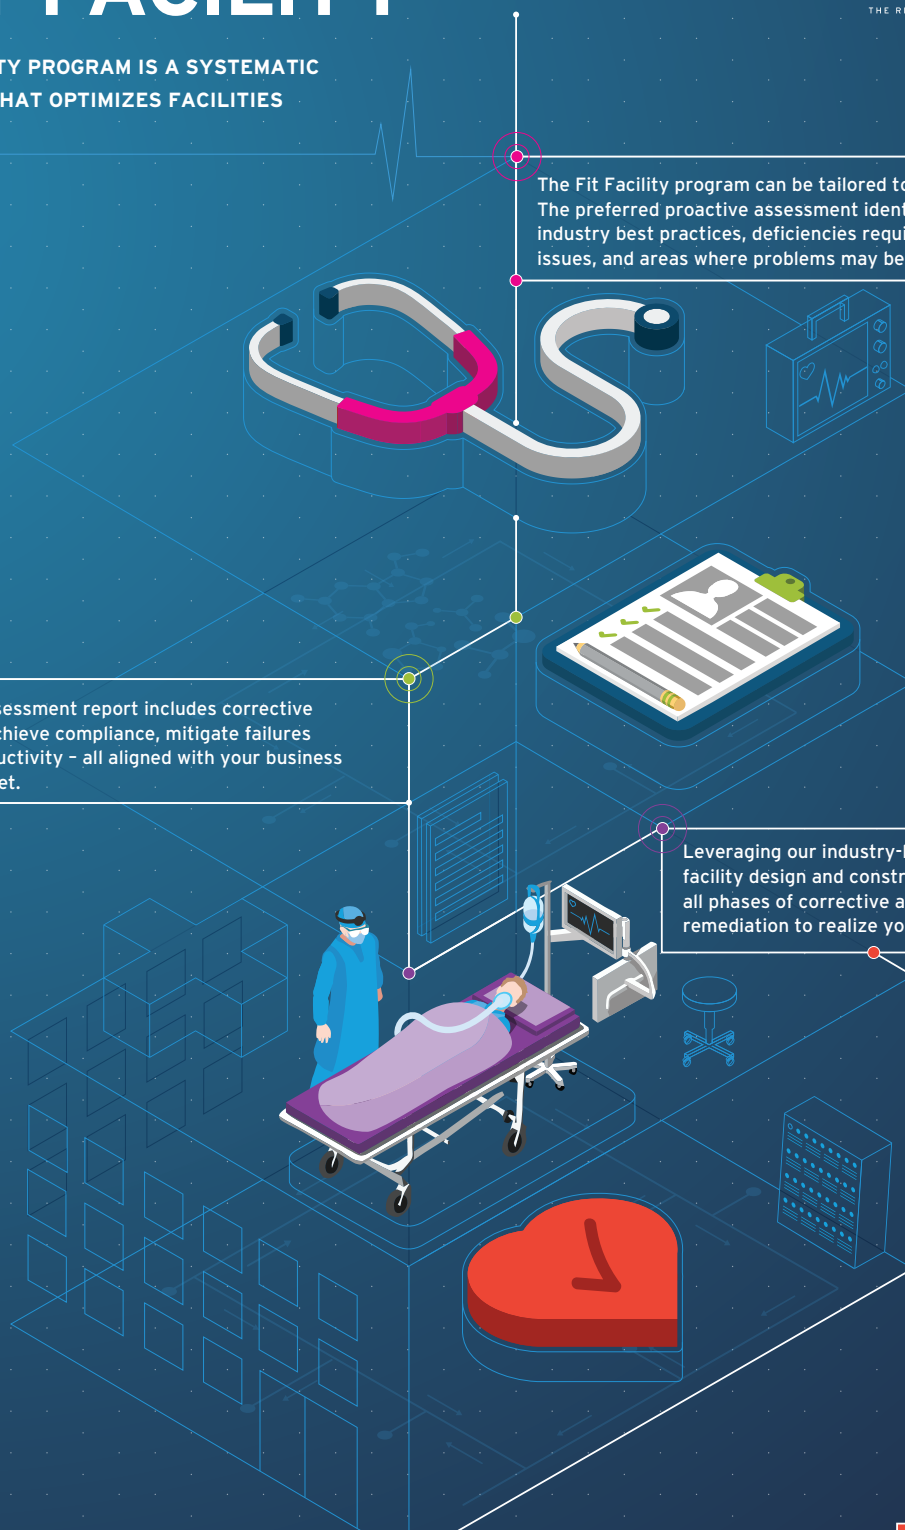 FACILITY
THE R
TY PROGRAM IS A SYSTEMATIC
HAT OPTIMIZES FACILITIES
The Fit Facility program can be tailored to
The preferred proactive assessment ident
industry best practices, deficiencies requi
issues, and areas where problems may be
sessment report includes corrective
chieve compliance, mitigate failures
uctivity – all aligned with your business
et.
Leveraging our industry-l
facility design and constr
all phases of corrective a
remediation to realize yo